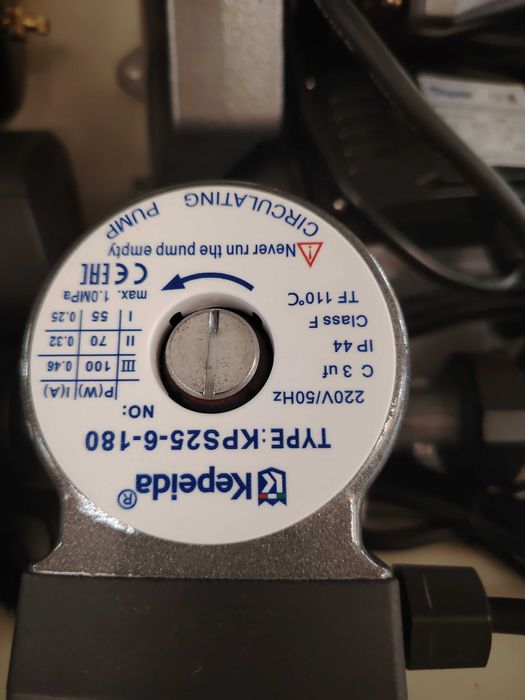 Kepeida®
TYPE:KPS25-6-180
220V/50Hz
C 3 uf
IP 44
Class F
TF 110°C
NO:
P(W) I(A)
III 100 0.46
II 70 0.32
I 55 0.25
max. 1.0MPa
CE EAC
Never run the pump empty
CIRCULATING PUMP